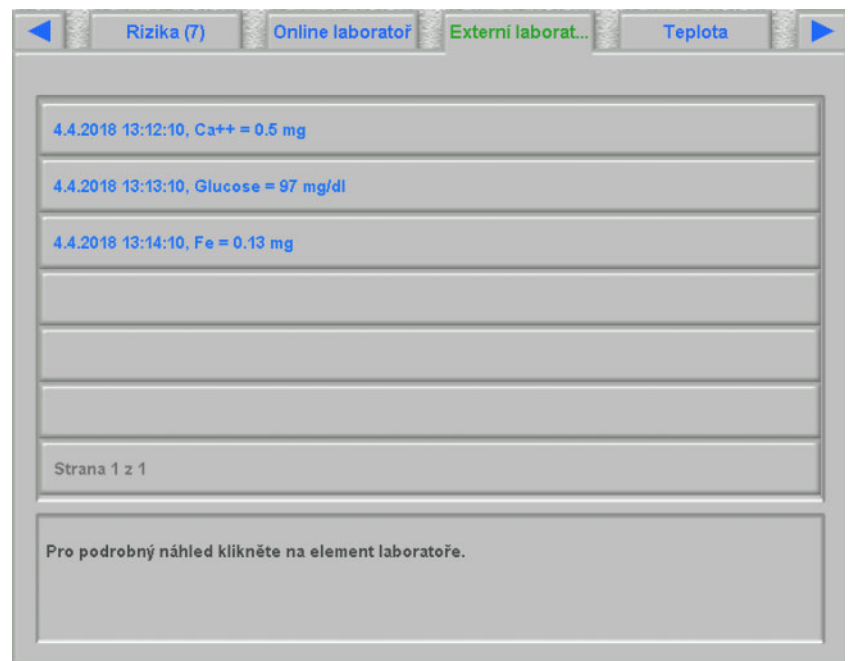 Rizika (7)
Online laboratoř
Externí laborat...
Teplota
4.4.2018 13:12:10, Ca++ = 0.5 mg
4.4.2018 13:13:10, Glucose = 97 mg/dl
4.4.2018 13:14:10, Fe = 0.13 mg
Strana 1 z 1
Pro podrobný náhled klikněte na element laboratoře.